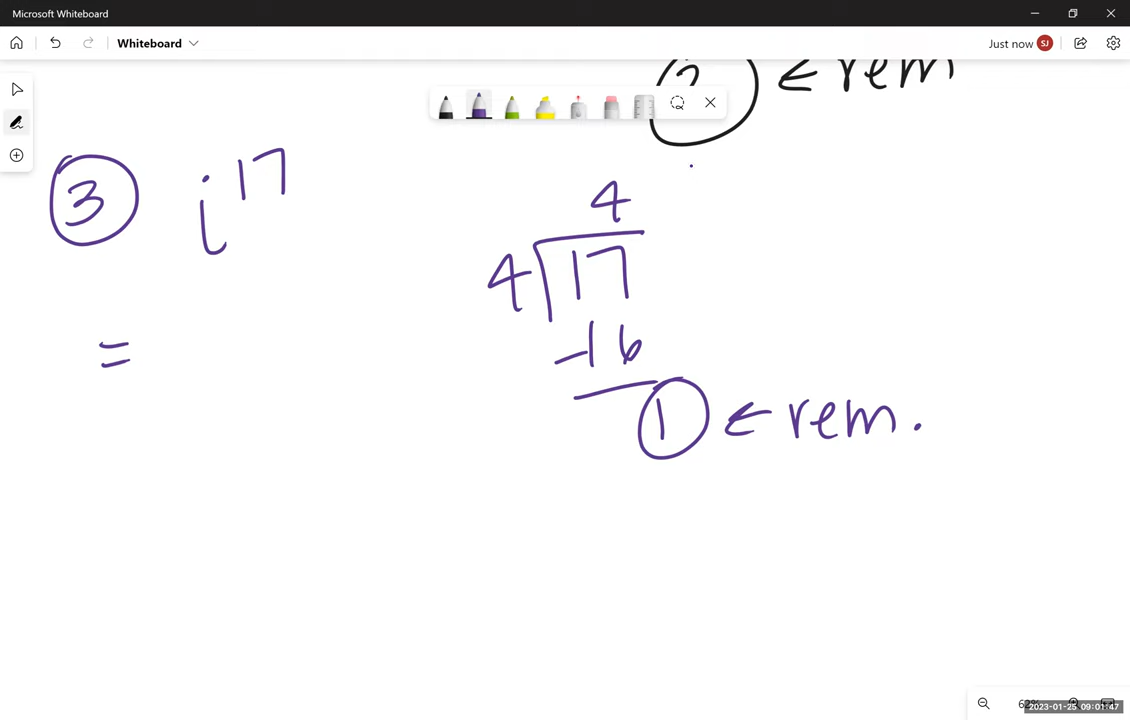 Microsoft Whiteboard
Whiteboard
Just now SJ
← rem
③ i^17
4
4 17
-16
=
1 ← rem.
2023-01-25 09:01:47